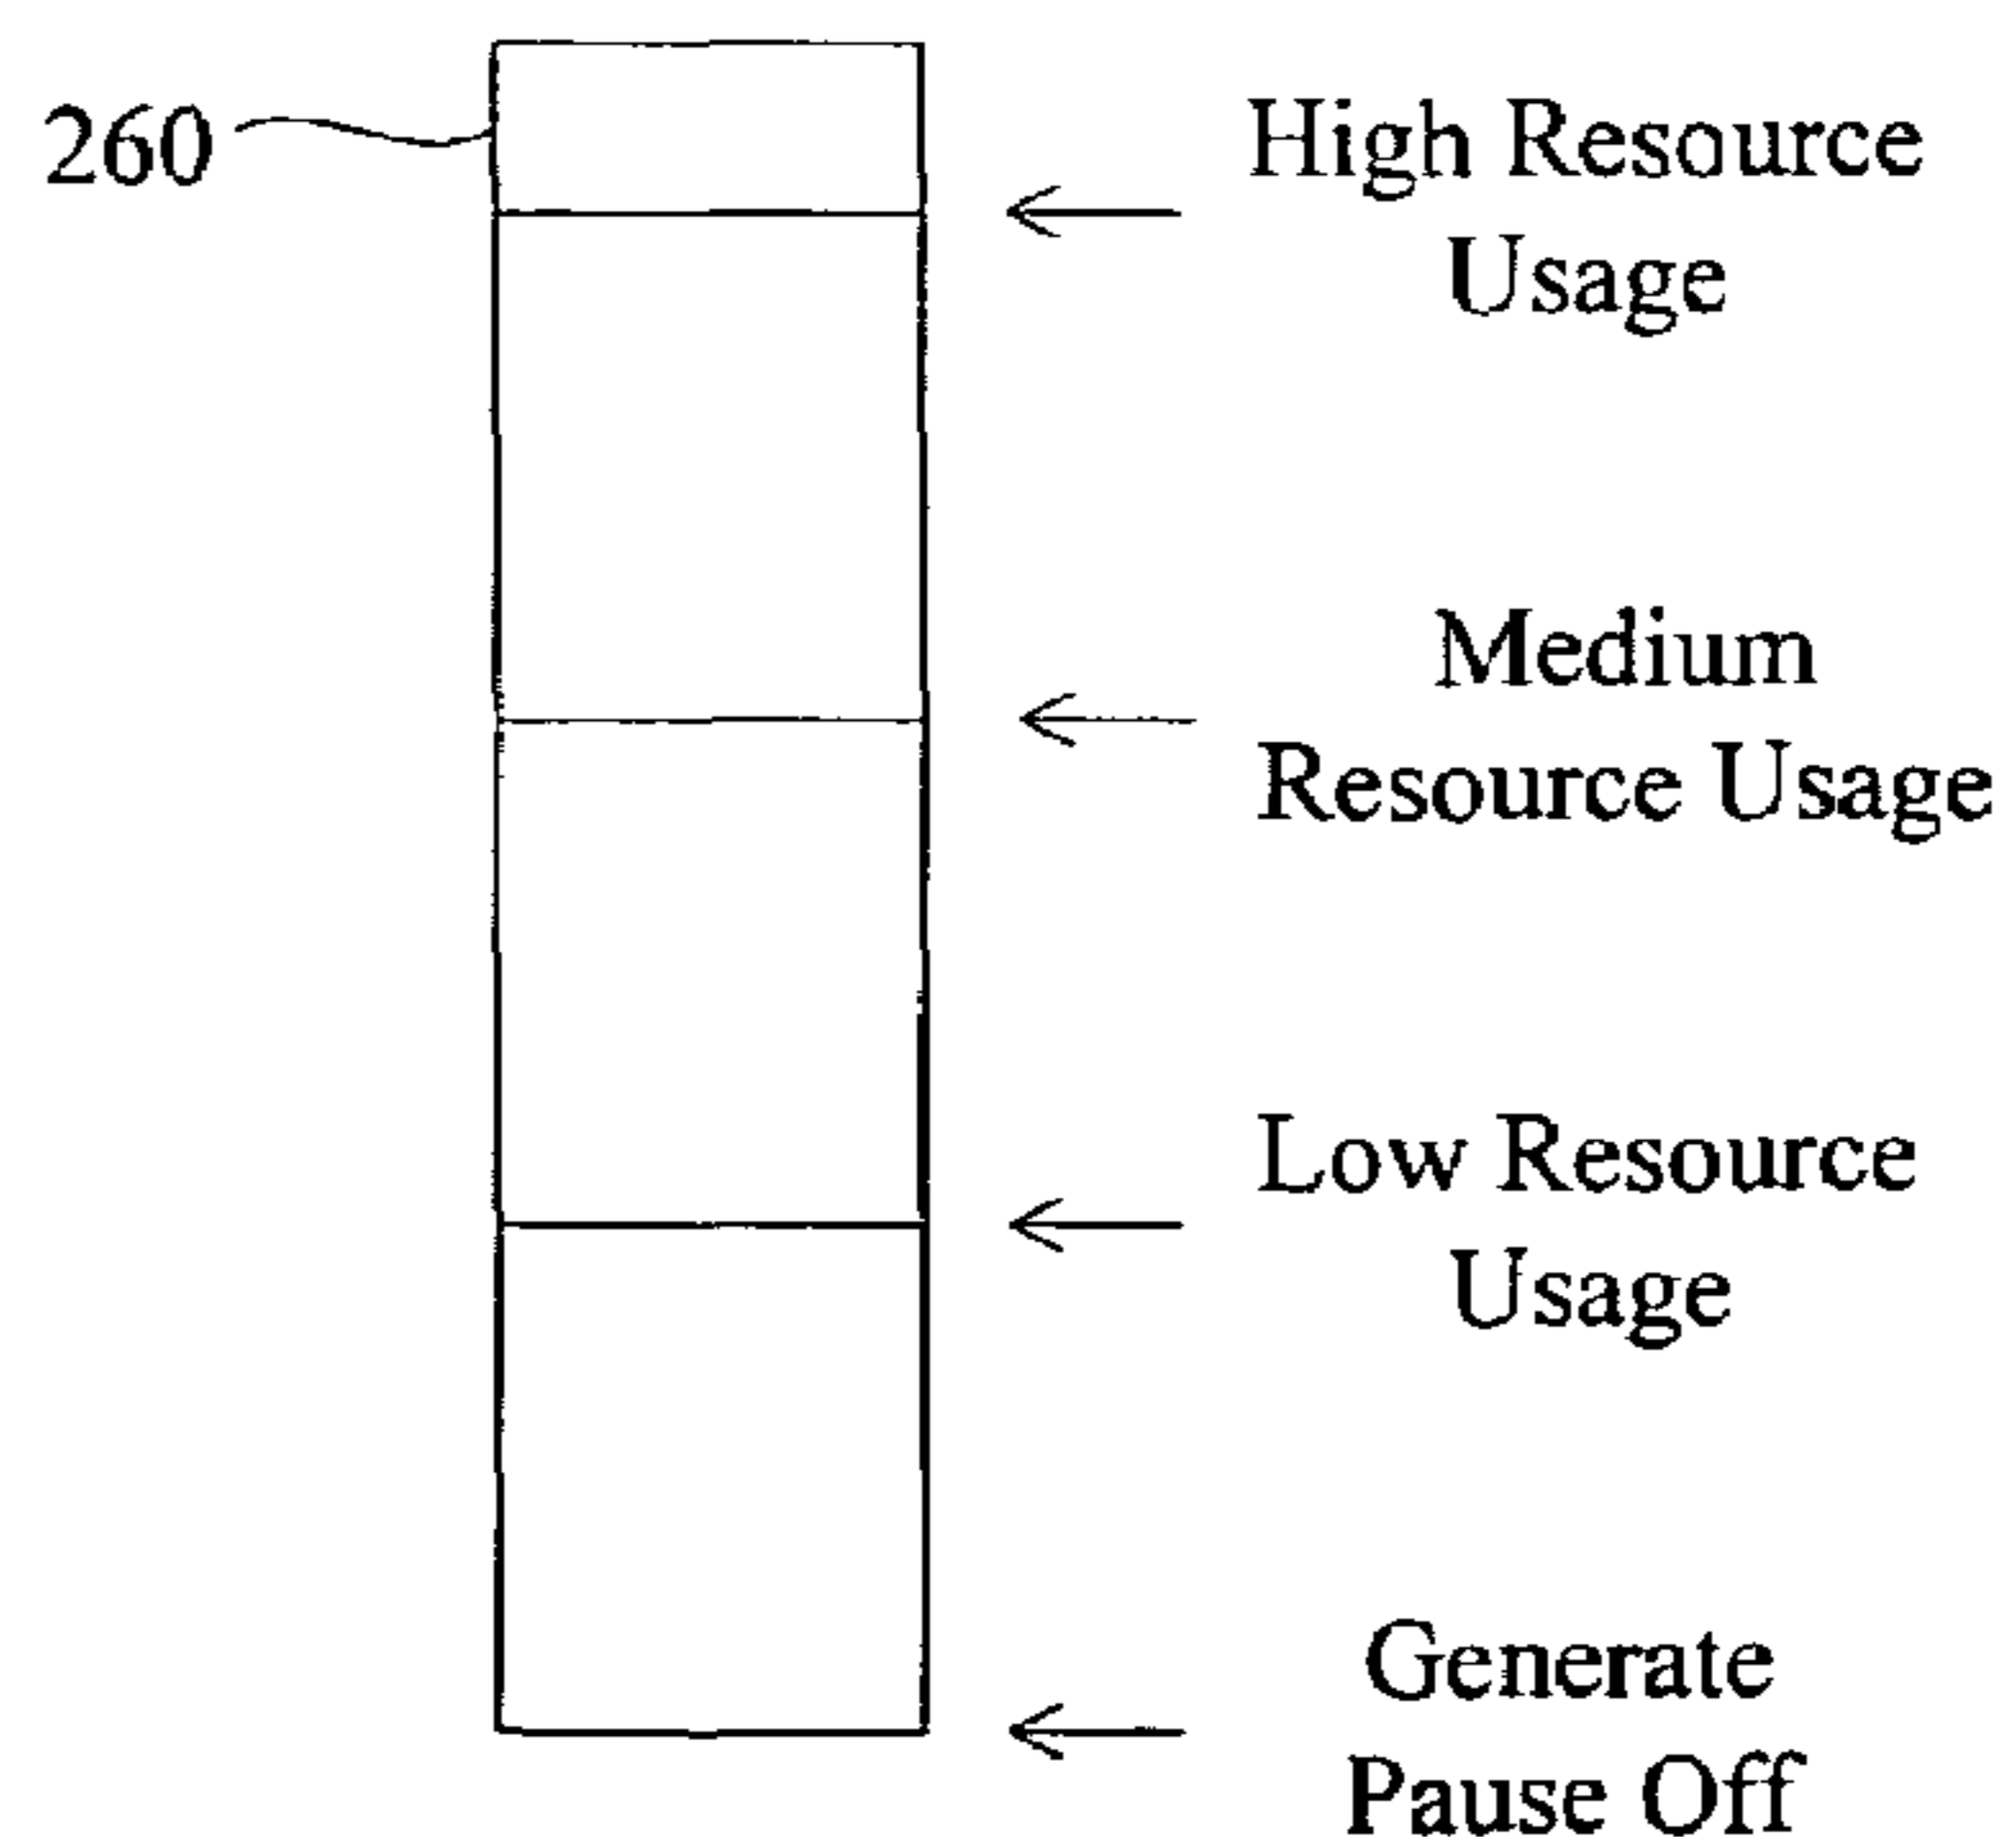 260
High Resource
Usage
Medium
Resource Usage
Low Resource
Usage
Generate
Pause Off